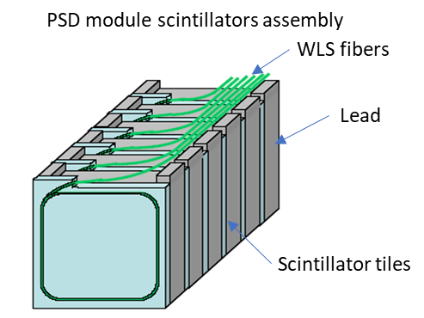 PSD module scintillators assembly
WLS fibers
Lead
Scintillator tiles